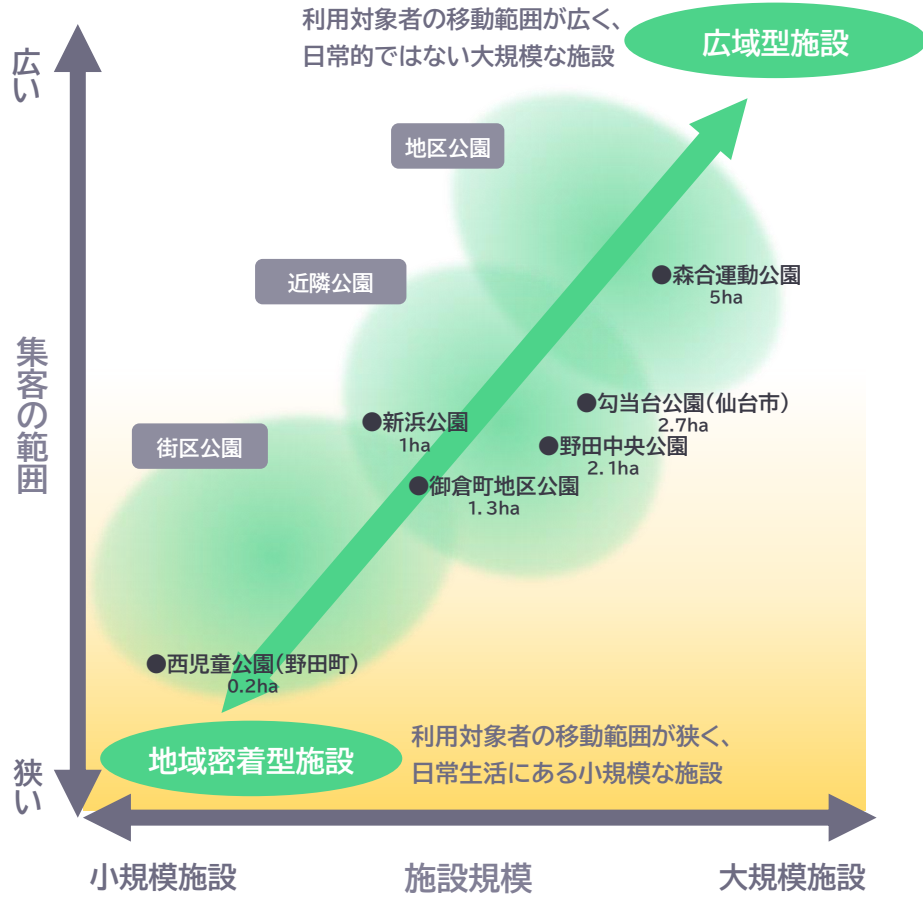 利用対象者の移動範囲が広く、
日常的ではない大規模な施設
広域型施設
広い
地区公園
近隣公園
●森合運動公園
5ha
集客の範囲
●勾当台公園(仙台市)
2.7ha
●新浜公園
1ha
街区公園
●野田中央公園
2.1ha
●御倉町地区公園
1.3ha
●西児童公園(野田町)
0.2ha
地域密着型施設
利用対象者の移動範囲が狭く、
日常生活にある小規模な施設
狭い
小規模施設
施設規模
大規模施設